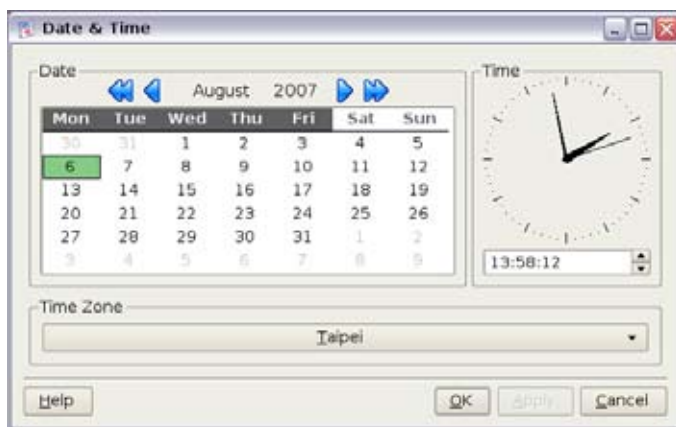 Date & Time
Date
August 2007
Mon Tue Wed Thu Fri Sat Sun
30 31 1 2 3 4 5
6 7 8 9 10 11 12
13 14 15 16 17 18 19
20 21 22 23 24 25 26
27 28 29 30 31 1 2
3 4 5 6 7 8 9
Time
13:58:12
Time Zone
Taipei
Help
OK
Apply
Cancel